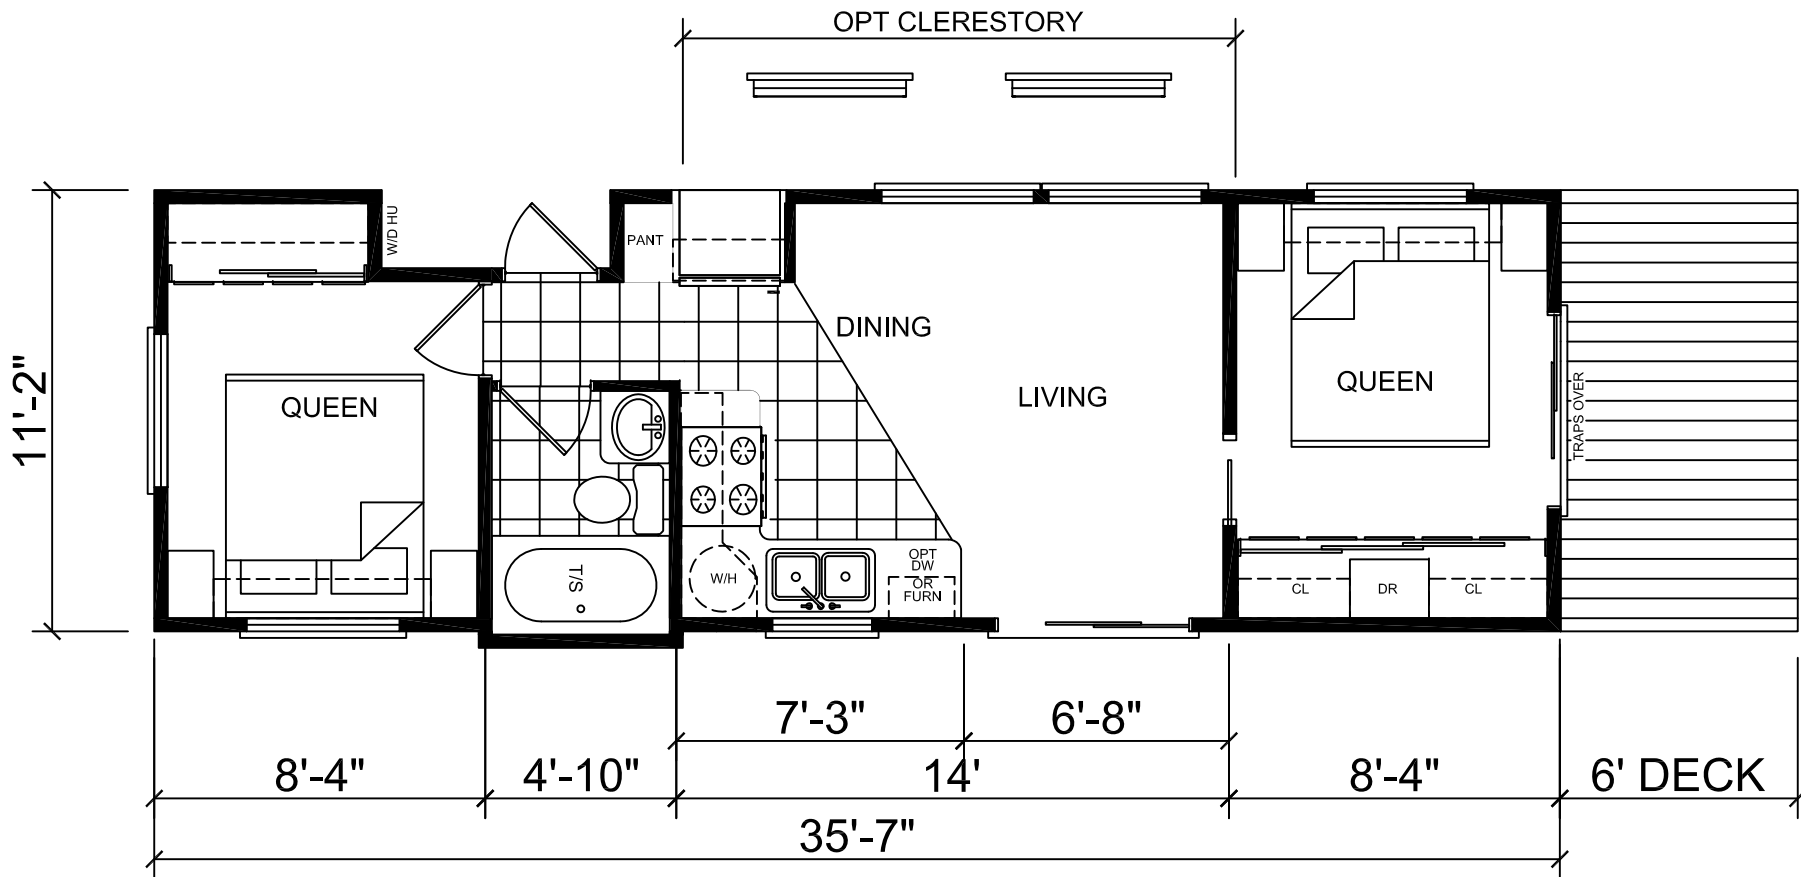 OPT CLERESTORY
W/D HU
PANT
DINING
LIVING
QUEEN
QUEEN
11'-2"
TRAPS OVER
T/S
W/H
OPT
DW
OR
FURN
CL
DR
CL
7'-3"
6'-8"
8'-4"
4'-10"
14'
8'-4"
6' DECK
35'-7"